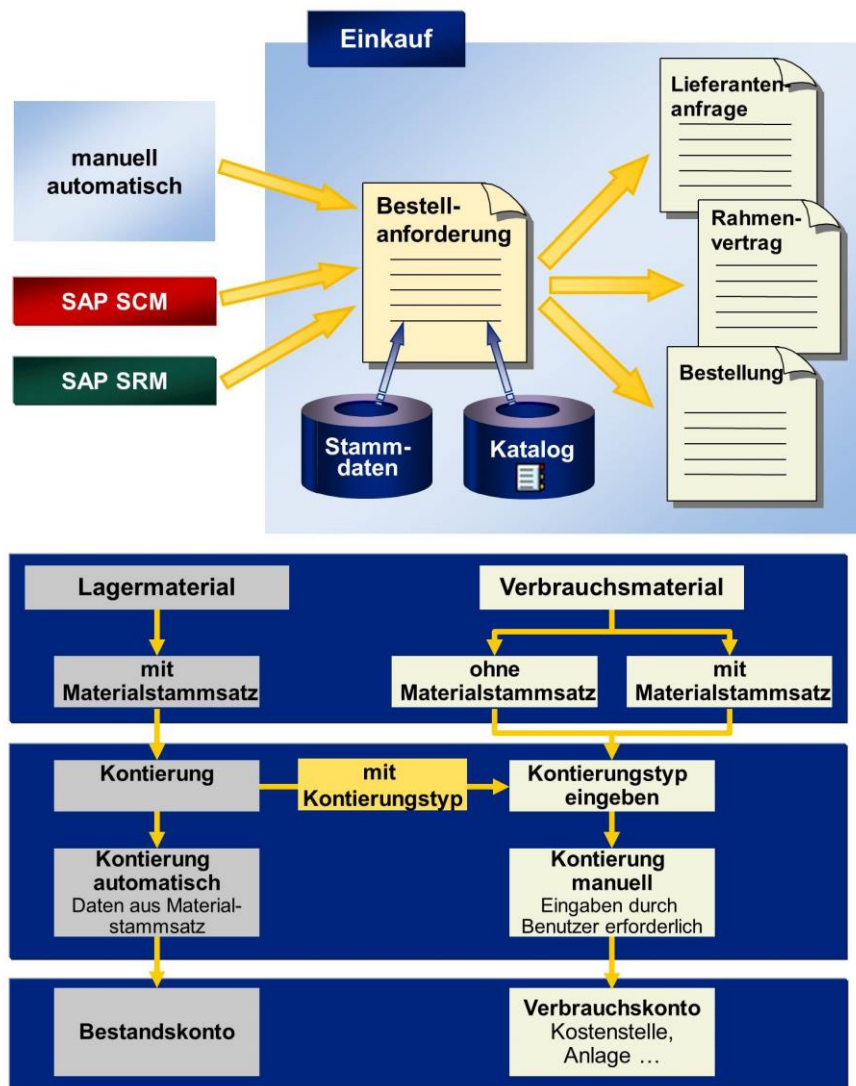 Einkauf
manuell
automatisch
SAP SCM
SAP SRM
Bestell-
anforderung
Stamm-
daten
Katalog
Lieferanten-
anfrage
Rahmen-
vertrag
Bestellung
Lagermaterial
Verbrauchsmaterial
mit
Materialstammsatz
ohne
Materialstammsatz
mit
Materialstammsatz
Kontierung
mit
Kontierungstyp
Kontierungstyp
eingeben
Kontierung
automatisch
Daten aus Material-
stammsatz
Kontierung
manuell
Eingaben durch
Benutzer erforderlich
Bestandskonto
Verbrauchskonto
Kostenstelle,
Anlage …